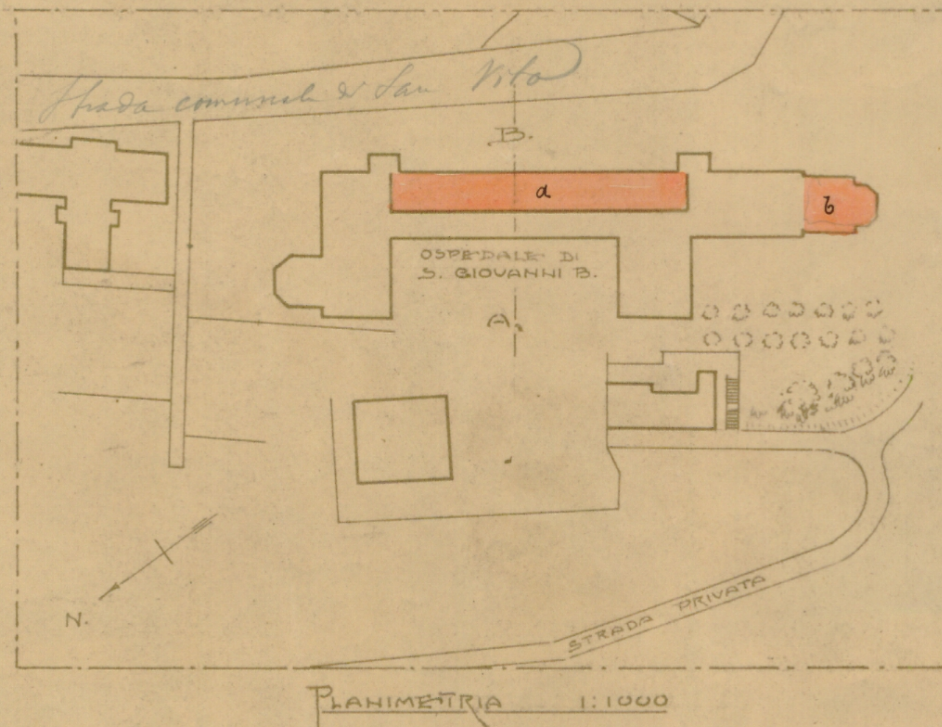 Strada comunale di San Vito
B.
a
b
OSPEDALE DI
S. GIOVANNI B.
A.
N.
STRADA PRIVATA
PLANIMETRIA 1:1000